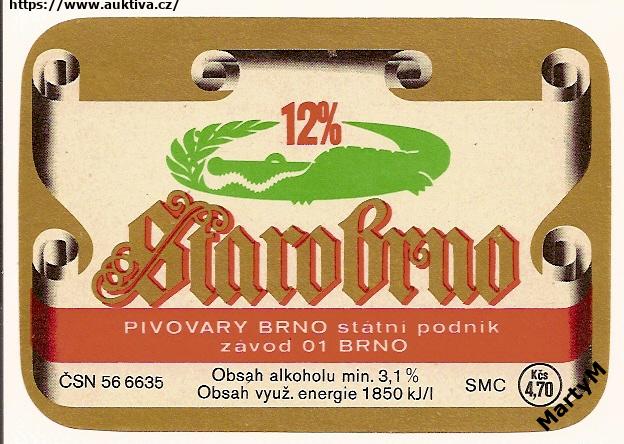 https://www.auktiva.cz/
12%
Starobrno
PIVOVARY BRNO státní podnik
závod 01 BRNO
ČSN 56 6635
Obsah alkoholu min. 3,1%
Obsah využ. energie 1850 kJ/l
SMC
Kčs
4,70
MartyM